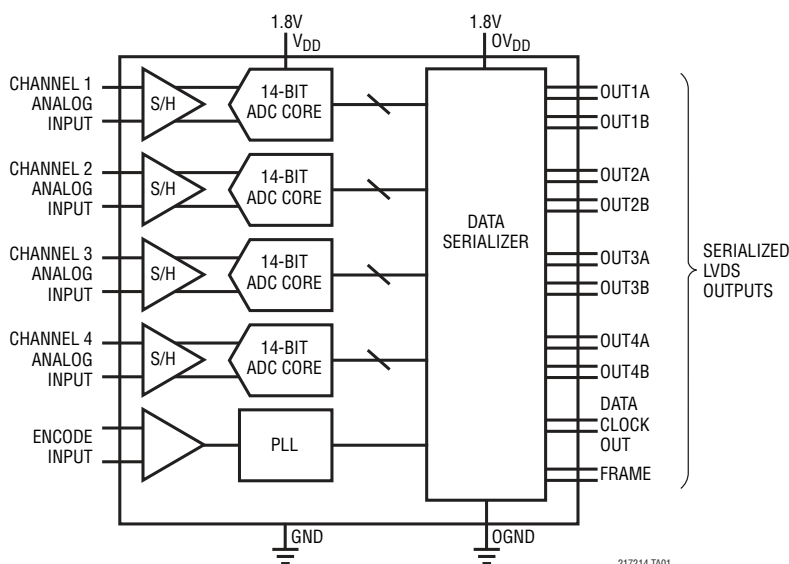 1.8V
VDD
1.8V
OVDD
CHANNEL 1
ANALOG
INPUT
S/H
14-BIT
ADC CORE
OUT1A
OUT1B
CHANNEL 2
ANALOG
INPUT
S/H
14-BIT
ADC CORE
OUT2A
OUT2B
DATA
SERIALIZER
CHANNEL 3
ANALOG
INPUT
S/H
14-BIT
ADC CORE
OUT3A
OUT3B
SERIALIZED
LVDS
OUTPUTS
CHANNEL 4
ANALOG
INPUT
S/H
14-BIT
ADC CORE
OUT4A
OUT4B
ENCODE
INPUT
PLL
DATA
CLOCK
OUT
FRAME
GND
OGND
217214 TA01